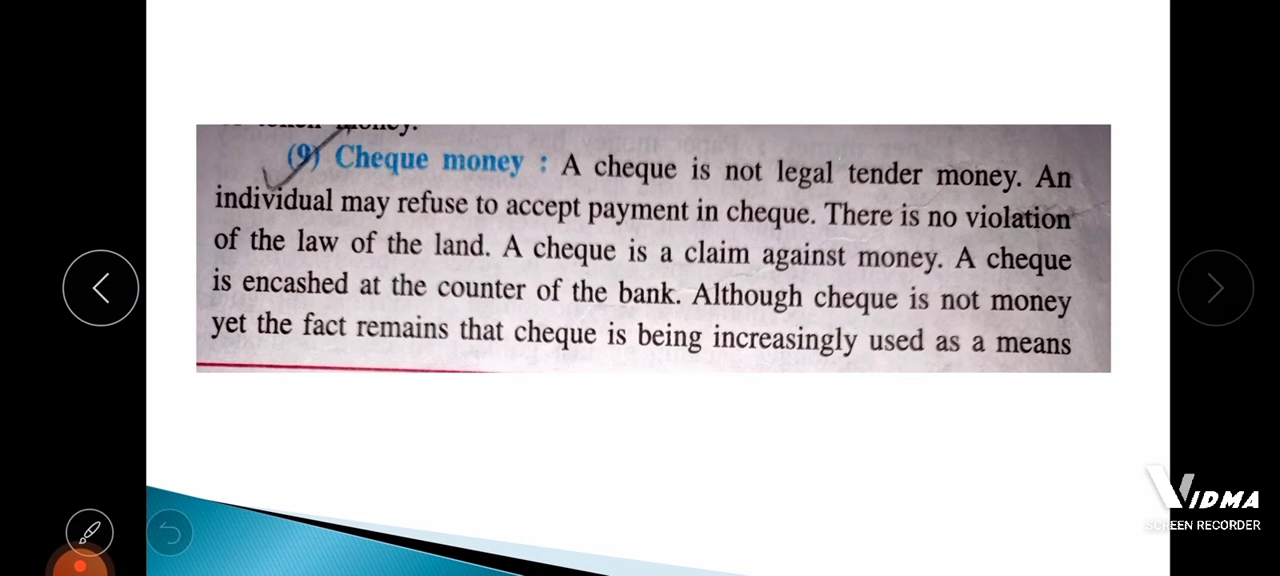 token money.
(9) Cheque money : A cheque is not legal tender money. An
individual may refuse to accept payment in cheque. There is no violation
of the law of the land. A cheque is a claim against money. A cheque
is encashed at the counter of the bank. Although cheque is not money
yet the fact remains that cheque is being increasingly used as a means
VIDMA
SCREEN RECORDER